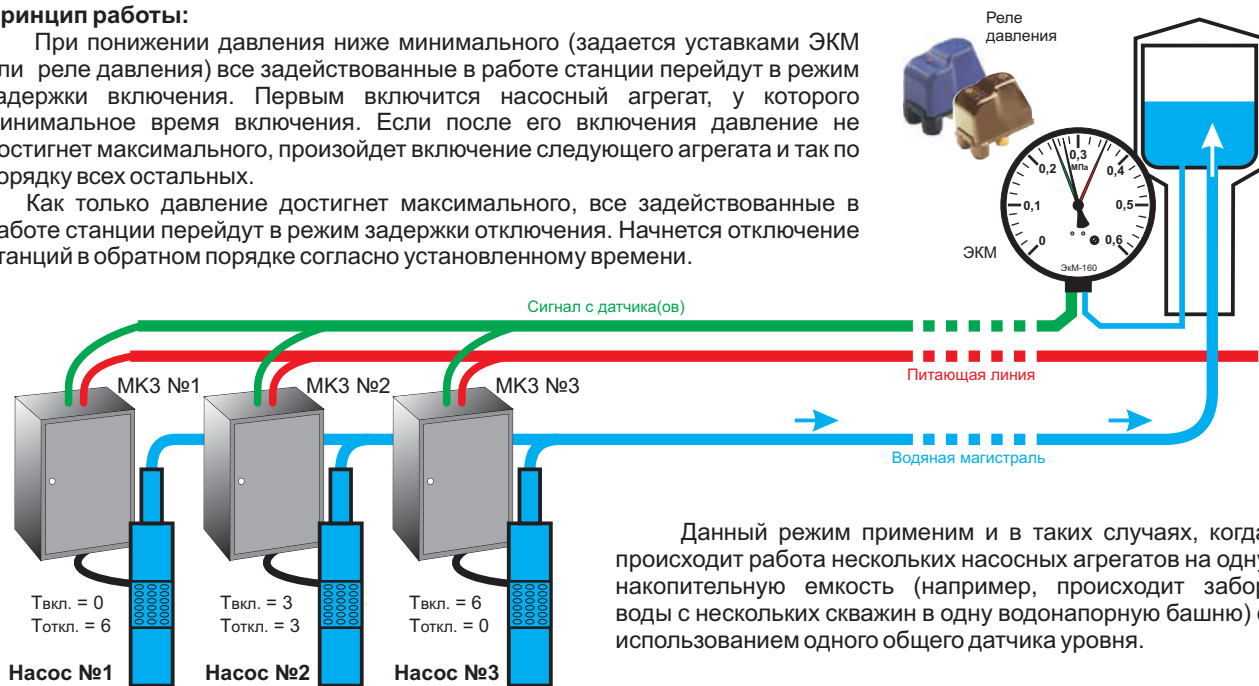 ринцип работы:
При понижении давления ниже минимального (задается уставками ЭКМ
ли реле давления) все задействованные в работе станции перейдут в режим
адержки включения. Первым включится насосный агрегат, у которого
инимальное время включения. Если после его включения давление не
остигнет максимального, произойдет включение следующего агрегата и так по
орядку всех остальных.
Как только давление достигнет максимального, все задействованные в
аботе станции перейдут в режим задержки отключения. Начнется отключение
танций в обратном порядке согласно установленному времени.
Реле
давления
0,3
МПа
0,2
0,4
0,1
0,5
0
0,6
ЭкМ-160
ЭКМ
Сигнал с датчика(ов)
Питающая линия
МК3 №1
МК3 №2
МК3 №3
Водяная магистраль
Твкл. = 0
Тоткл. = 6
Насос №1
Твкл. = 3
Тоткл. = 3
Насос №2
Твкл. = 6
Тоткл. = 0
Насос №3
Данный режим применим и в таких случаях, когда
происходит работа нескольких насосных агрегатов на одну
накопительную емкость (например, происходит забор
воды с нескольких скважин в одну водонапорную башню) с
использованием одного общего датчика уровня.